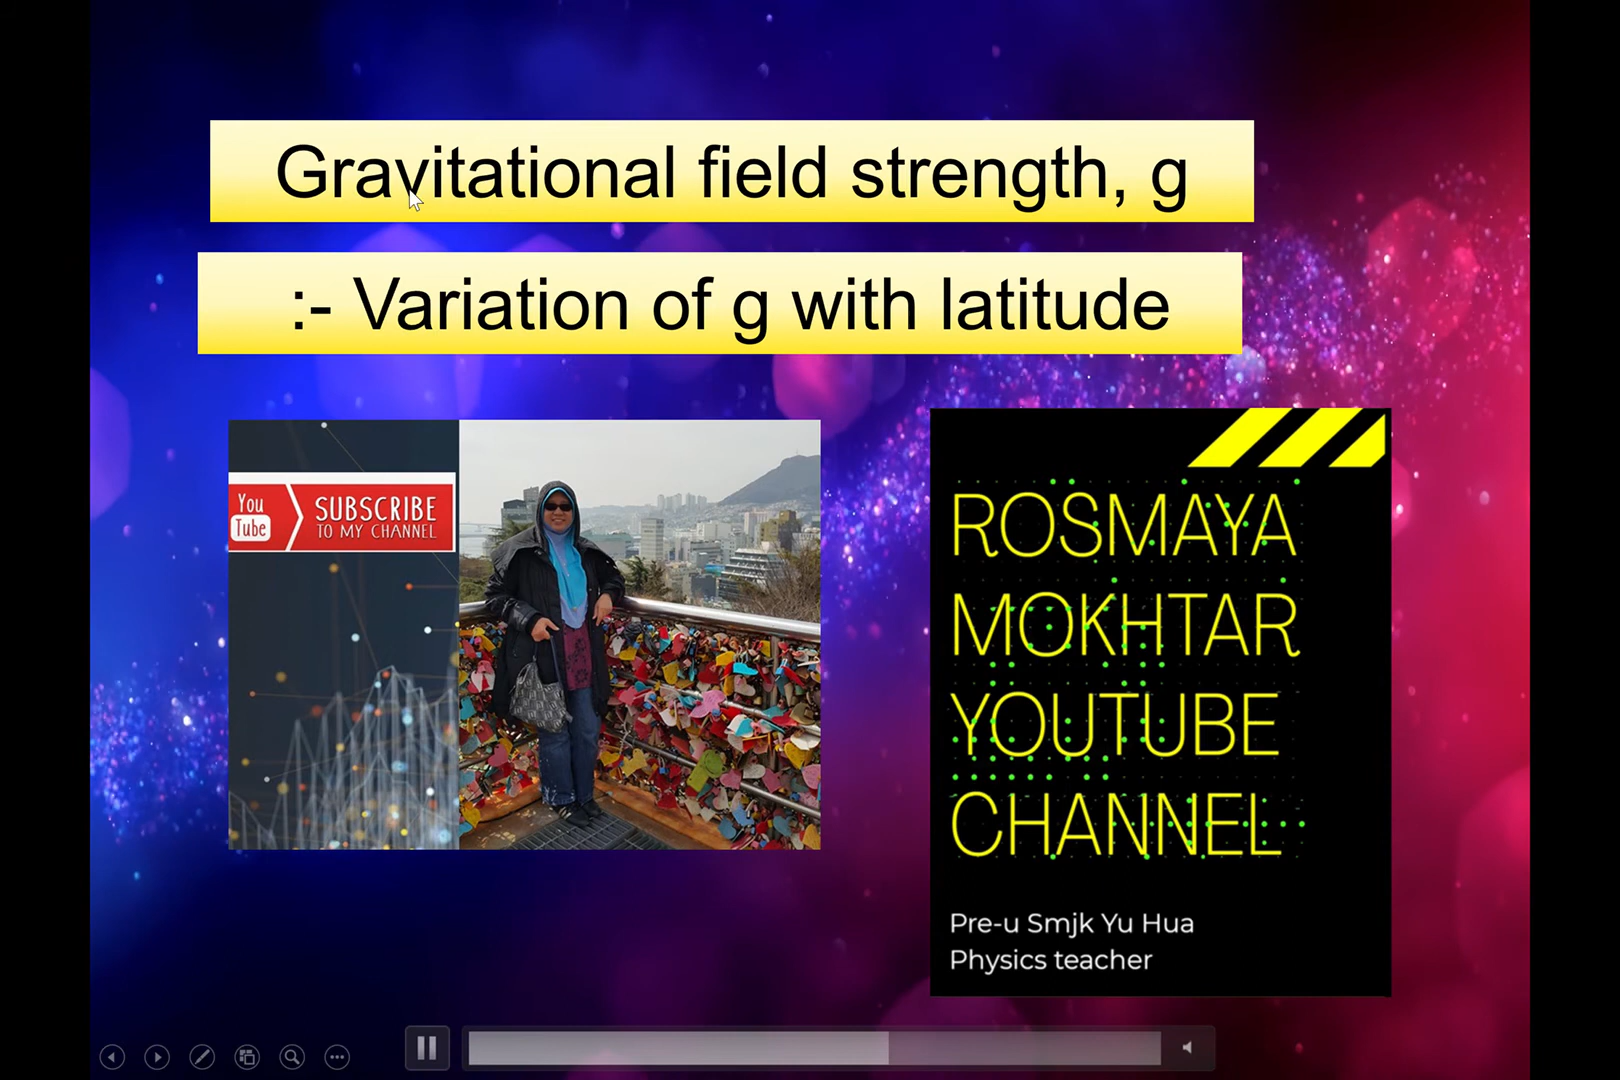 Gravitational field strength, g
:- Variation of g with latitude
You
Tube
SUBSCRIBE
TO MY CHANNEL
ROSMAYA
MOKHTAR
YOUTUBE
CHANNEL
Pre-u Smjk Yu Hua
Physics teacher